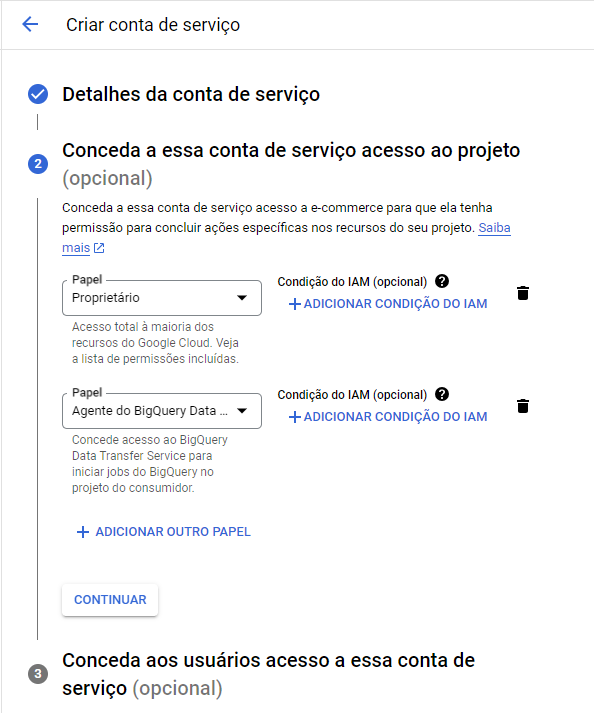 Criar conta de serviço
Detalhes da conta de serviço
2
Conceda a essa conta de serviço acesso ao projeto
(opcional)
Conceda a essa conta de serviço acesso a e-commerce para que ela tenha
permissão para concluir ações específicas nos recursos do seu projeto. Saiba
mais
Papel
Proprietário
Condição do IAM (opcional) ?
ADICIONAR CONDIÇÃO DO IAM
Acesso total à maioria dos
recursos do Google Cloud. Veja
a lista de permissões incluídas.
Papel
Agente do BigQuery Data ...
Condição do IAM (opcional) ?
ADICIONAR CONDIÇÃO DO IAM
Concede acesso ao BigQuery
Data Transfer Service para
iniciar jobs do BigQuery no
projeto do consumidor.
ADICIONAR OUTRO PAPEL
CONTINUAR
3
Conceda aos usuários acesso a essa conta de
serviço (opcional)